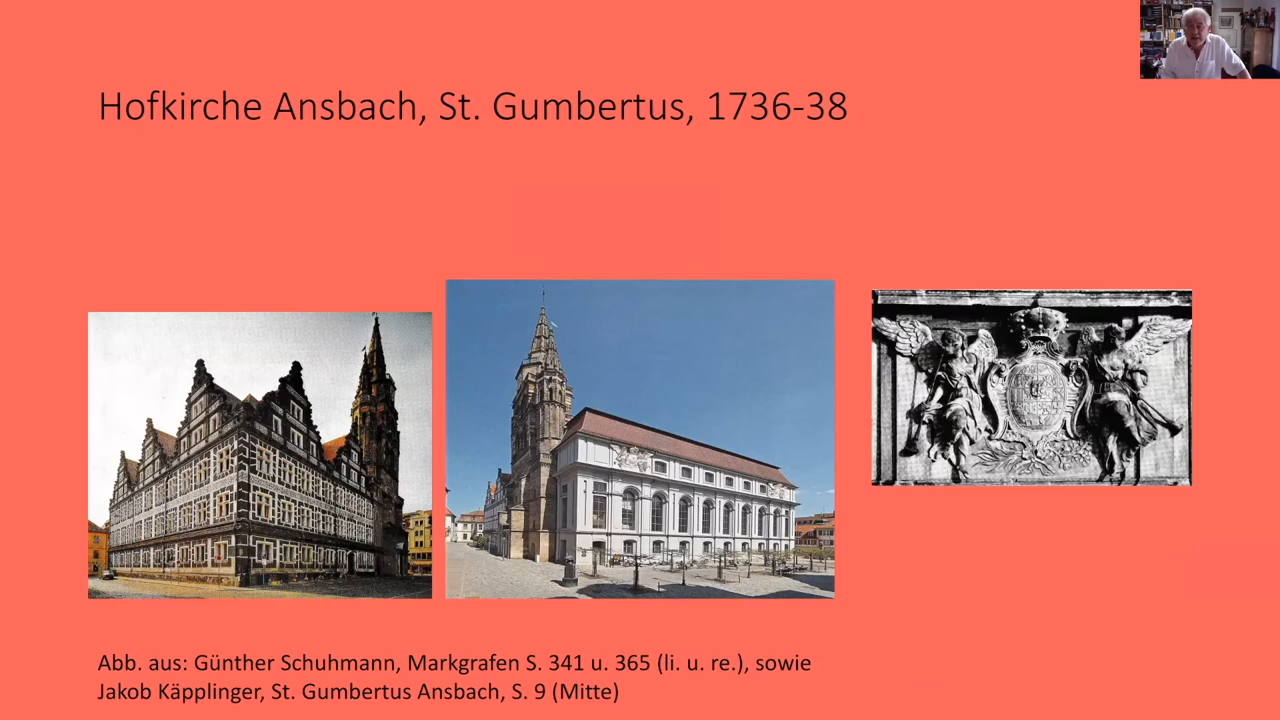 Hofkirche Ansbach, St. Gumbertus, 1736-38
Abb. aus: Günther Schuhmann, Markgrafen S. 341 u. 365 (li. u. re.), sowie
Jakob Käpplinger, St. Gumbertus Ansbach, S. 9 (Mitte)